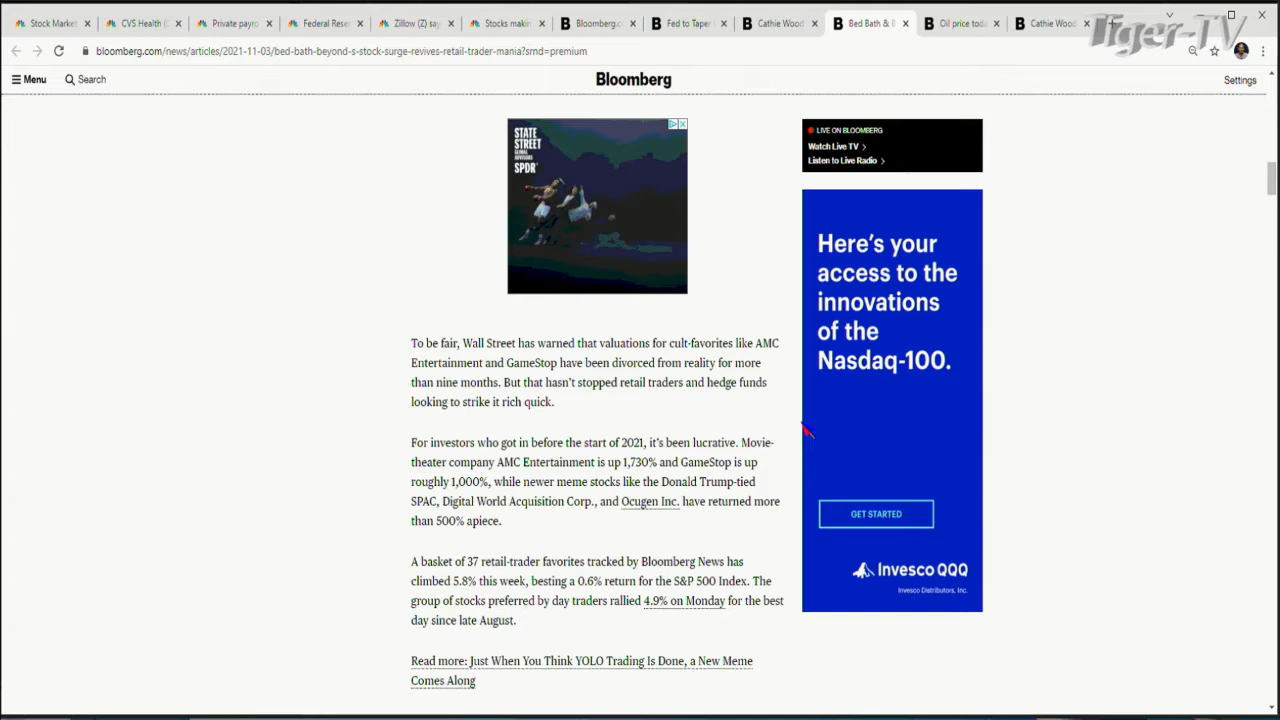 Stock Market
CVS Health (C
Private payro
Federal Reser
Zillow (Z) say
Stocks makin
Bloomberg.c
Fed to Taper
Cathie Wood
Bed Bath & B
Oil price toda
Cathie Wood
Tiger-TV
bloomberg.com/news/articles/2021-11-03/bed-bath-beyond-s-stock-surge-revives-retail-trader-mania?srnd=premium
Menu
Search
Bloomberg
Settings
STATE
STREET
GLOBAL
ADVISORS
SPDR®
LIVE ON BLOOMBERG
Watch Live TV
Listen to Live Radio
Here's your
access to the
innovations
of the
Nasdaq-100.
GET STARTED
Invesco QQQ
Invesco Distributors, Inc.
To be fair, Wall Street has warned that valuations for cult-favorites like AMC
Entertainment and GameStop have been divorced from reality for more
than nine months. But that hasn't stopped retail traders and hedge funds
looking to strike it rich quick.
For investors who got in before the start of 2021, it's been lucrative. Movie-
theater company AMC Entertainment is up 1,730% and GameStop is up
roughly 1,000%, while newer meme stocks like the Donald Trump-tied
SPAC, Digital World Acquisition Corp., and Ocugen Inc. have returned more
than 500% apiece.
A basket of 37 retail-trader favorites tracked by Bloomberg News has
climbed 5.8% this week, besting a 0.6% return for the S&P 500 Index. The
group of stocks preferred by day traders rallied 4.9% on Monday for the best
day since late August.
Read more: Just When You Think YOLO Trading Is Done, a New Meme
Comes Along